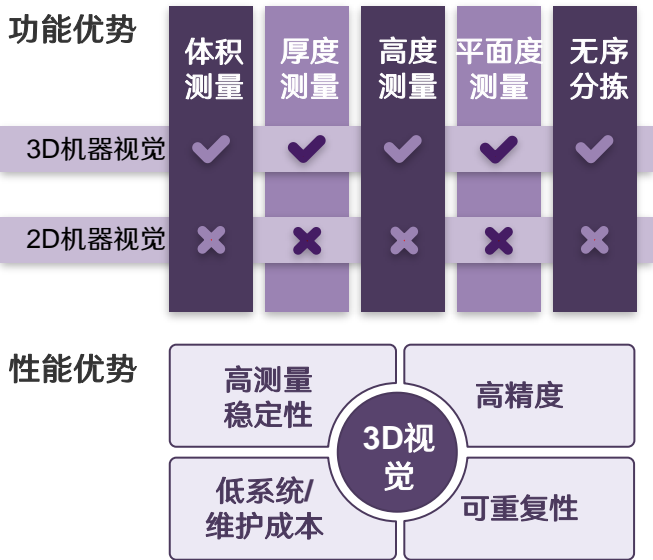 功能优势
体积
测量
厚度
测量
高度
测量
平面度
测量
无序
分拣
3D机器视觉
2D机器视觉
性能优势
高测量
稳定性
高精度
3D视
觉
低系统/
维护成本
可重复性